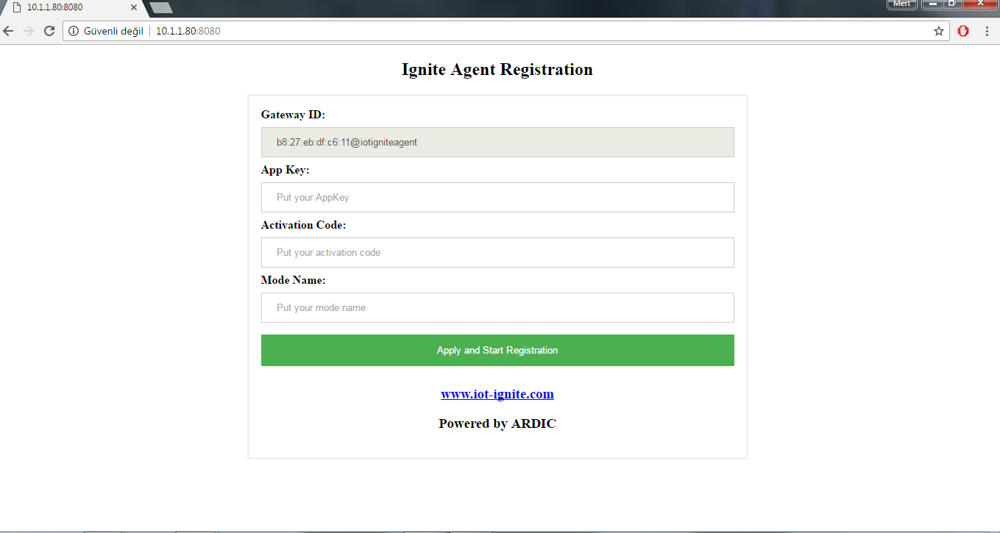 10.1.1.80:8080
Mert
Güvenli değil
10.1.1.80:8080
Ignite Agent Registration
Gateway ID:
b8:27:eb:df:c6:11@iotigniteagent
App Key:
Put your AppKey
Activation Code:
Put your activation code
Mode Name:
Put your mode name
Apply and Start Registration
www.iot-ignite.com
Powered by ARDIC